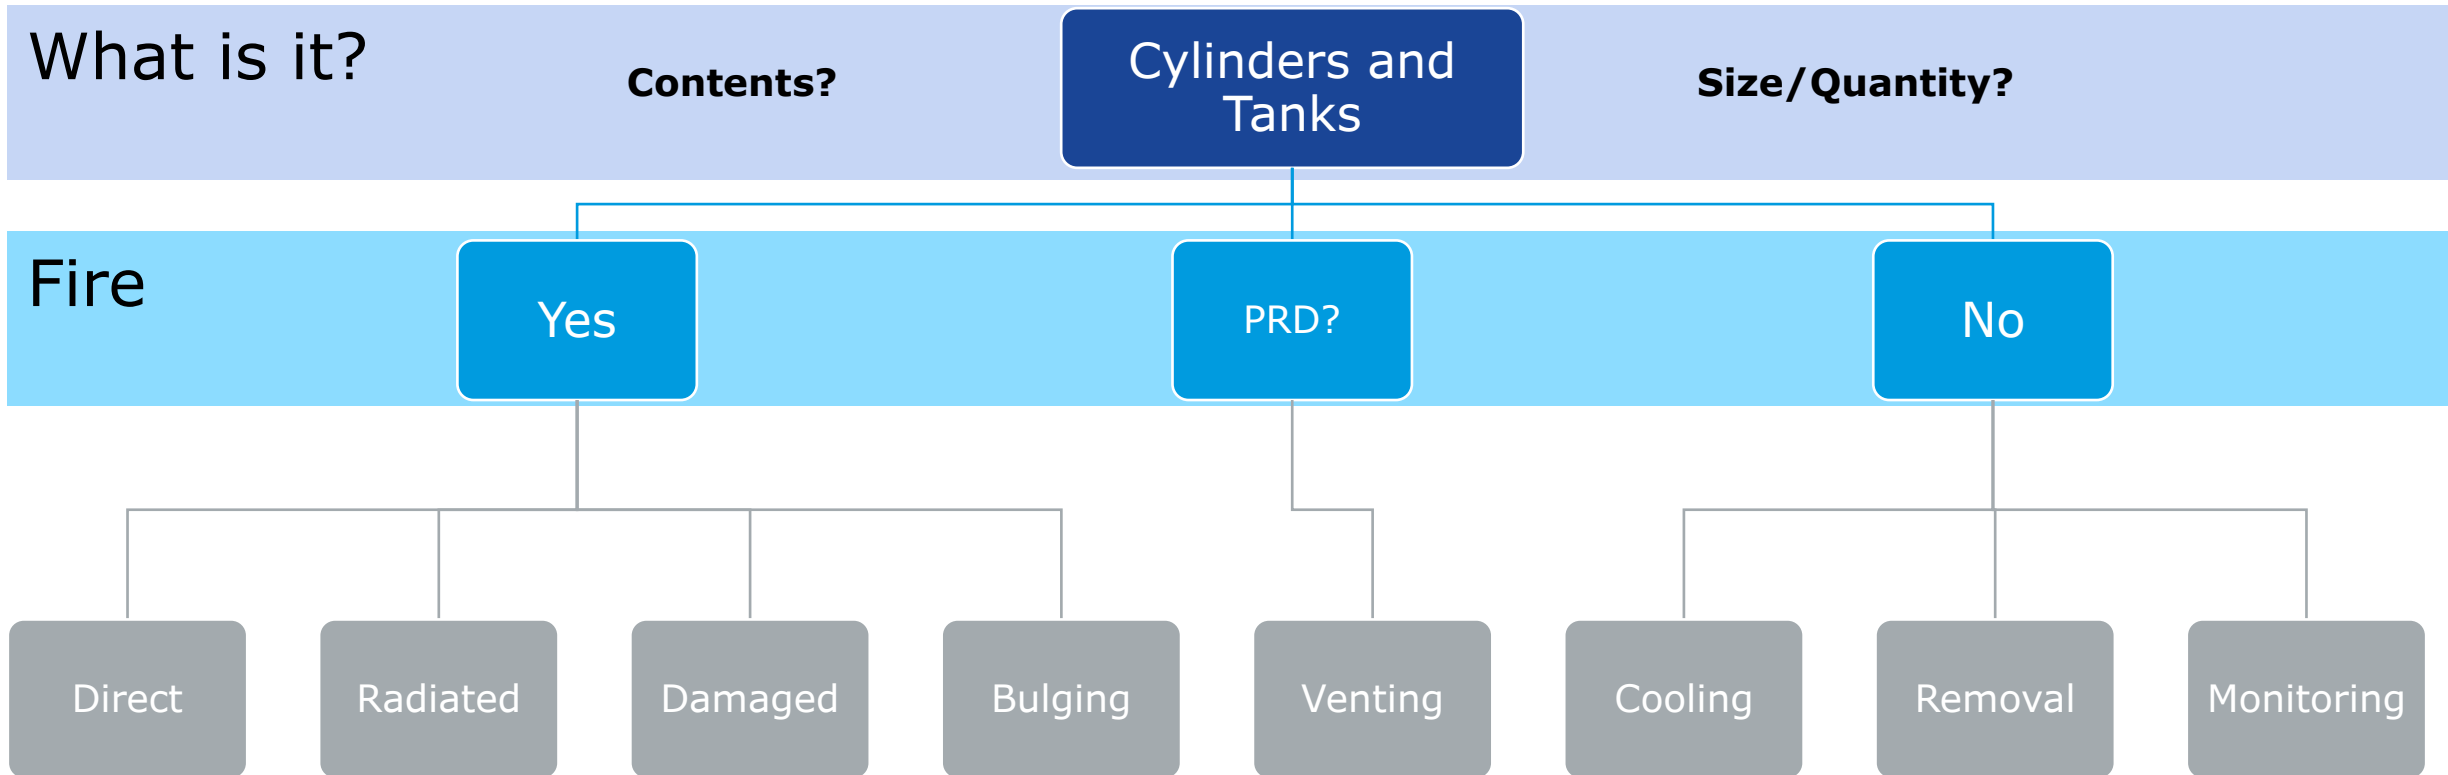 What is it?
Contents?
Cylinders and
Tanks
Size/Quantity?
Fire
Yes
PRD?
No
Direct
Radiated
Damaged
Bulging
Venting
Cooling
Removal
Monitoring